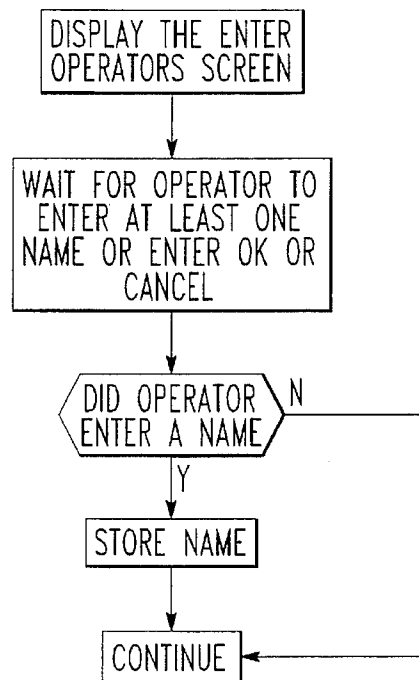 DISPLAY THE ENTER
OPERATORS SCREEN
WAIT FOR OPERATOR TO
ENTER AT LEAST ONE
NAME OR ENTER OK OR
CANCEL
DID OPERATOR
ENTER A NAME
N
Y
STORE NAME
CONTINUE